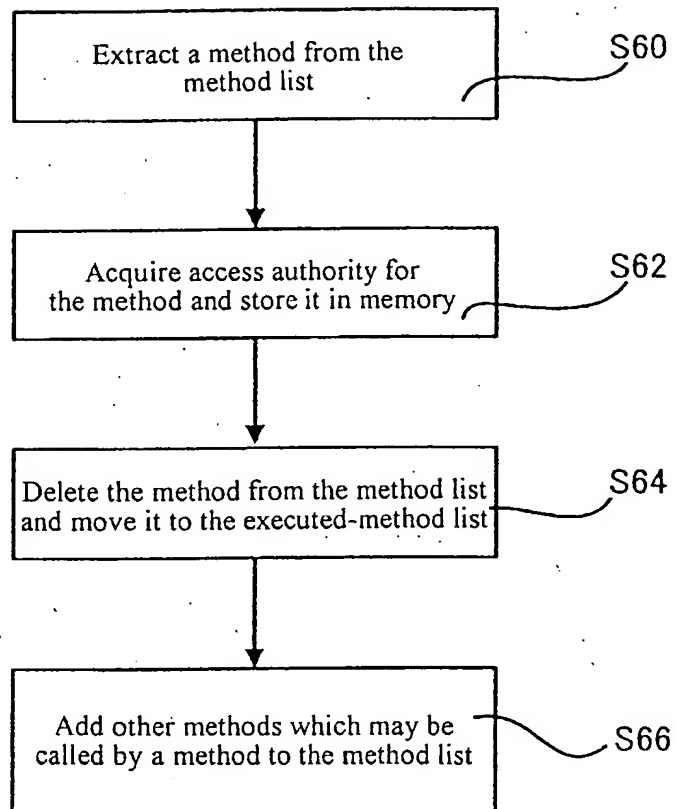 Extract a method from the
method list
S60
Acquire access authority for
the method and store it in memory
S62
Delete the method from the method list
and move it to the executed-method list
S64
Add other methods which may be
called by a method to the method list
S66